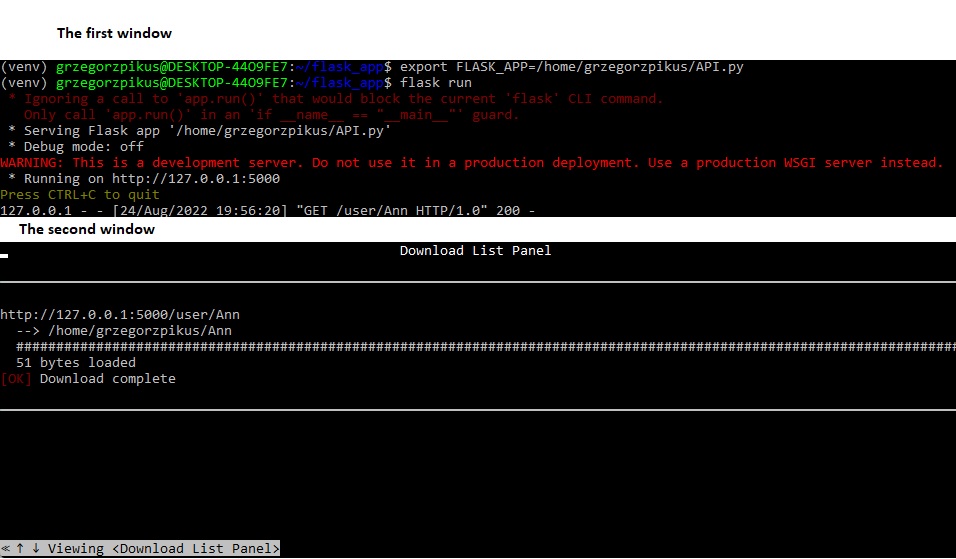 The first window
(venv) grzegorzpikus@DESKTOP-44O9FE7:~/flask_app$ export FLASK_APP=/home/grzegorzpikus/API.py
(venv) grzegorzpikus@DESKTOP-44O9FE7:~/flask_app$ flask run
* Ignoring a call to 'app.run()' that would block the current 'flask' CLI command.
Only call 'app.run()' in an 'if __name__ == "__main__"' guard.
* Serving Flask app '/home/grzegorzpikus/API.py'
* Debug mode: off
WARNING: This is a development server. Do not use it in a production deployment. Use a production WSGI server instead.
* Running on http://127.0.0.1:5000
Press CTRL+C to quit
127.0.0.1 - - [24/Aug/2022 19:56:20] "GET /user/Ann HTTP/1.0" 200 -
The second window
Download List Panel
http://127.0.0.1:5000/user/Ann
--> /home/grzegorzpikus/Ann
######################################################################################################################
51 bytes loaded
[OK] Download complete
≪ ↑ ↓ Viewing <Download List Panel>